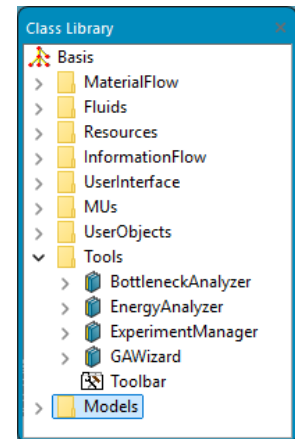 Class Library
Basis
MaterialFlow
Fluids
Resources
InformationFlow
UserInterface
MUs
UserObjects
Tools
BottleneckAnalyzer
EnergyAnalyzer
ExperimentManager
GAWizard
Toolbar
Models